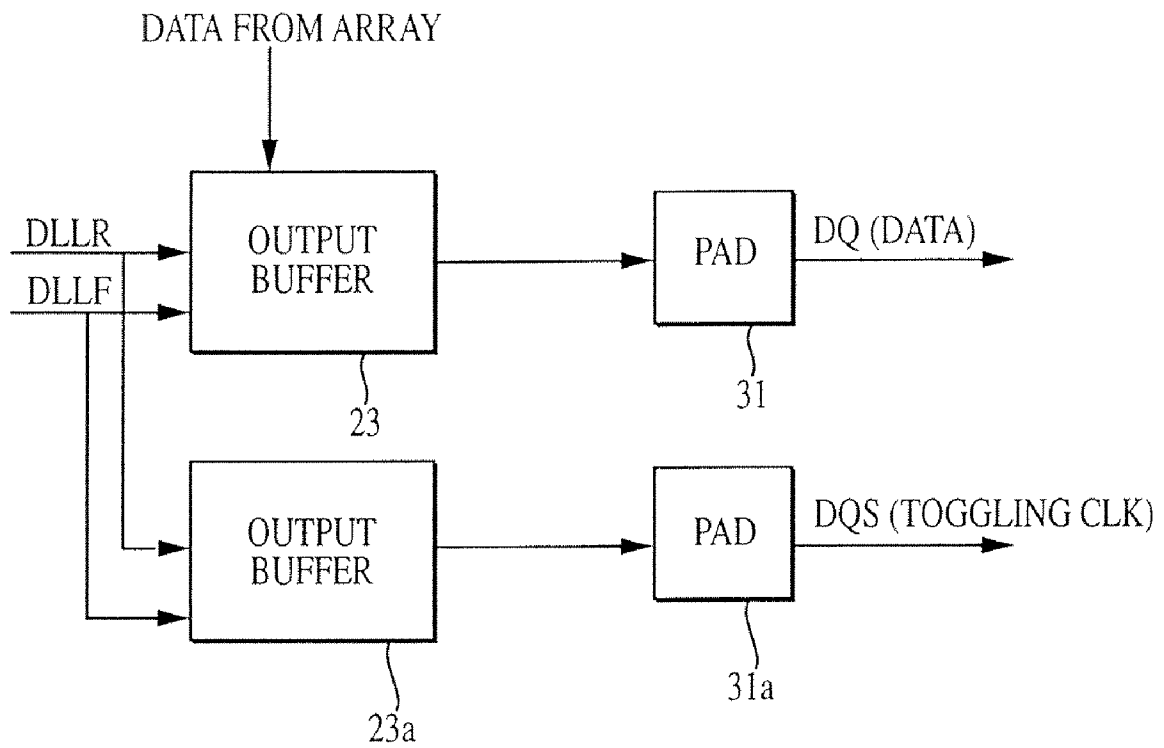 DATA FROM ARRAY
DLLR
DLLF
OUTPUT
BUFFER
PAD
DQ (DATA)
23
31
OUTPUT
BUFFER
PAD
DQS (TOGGLING CLK)
23a
31a